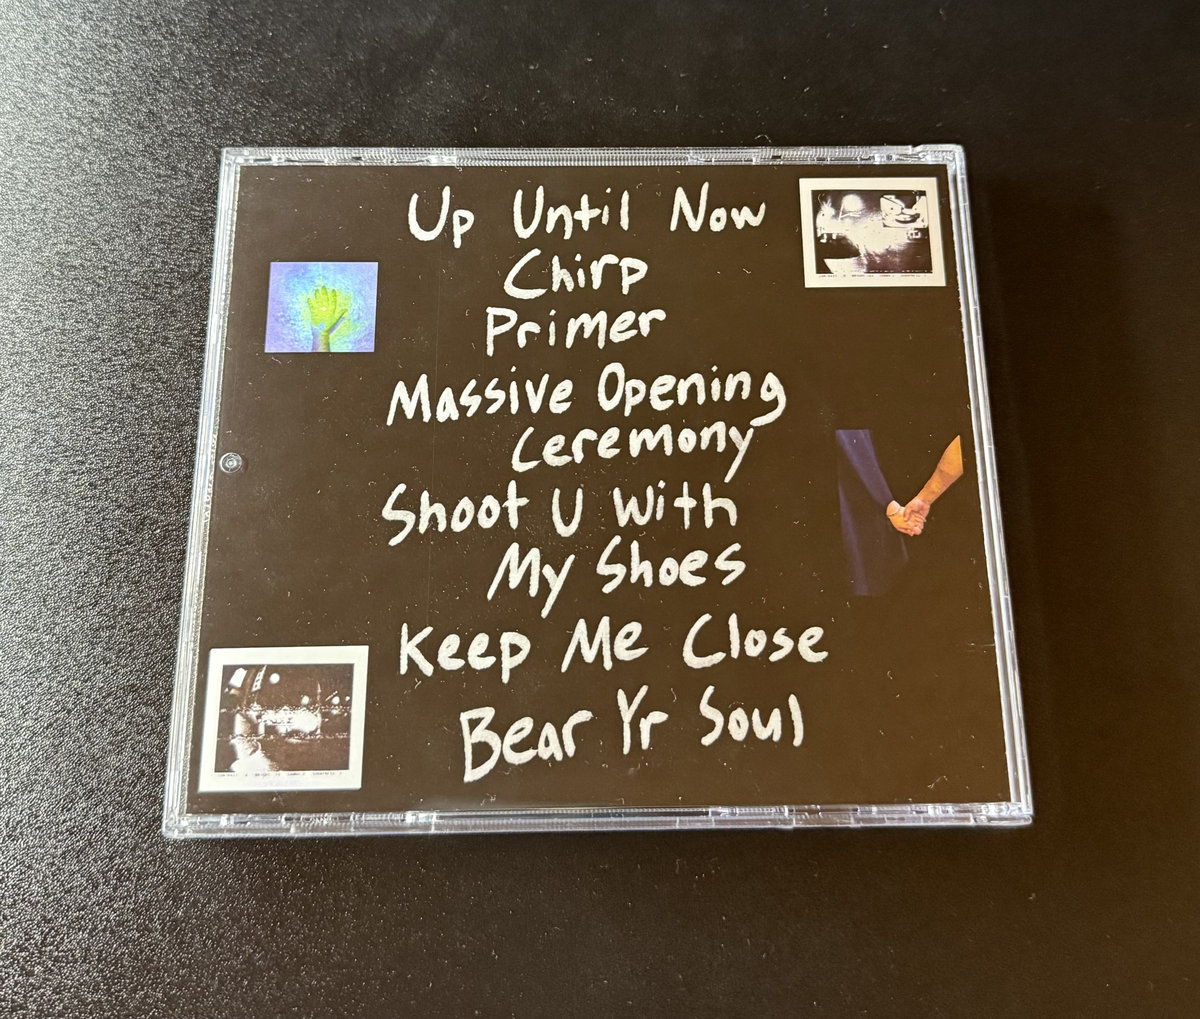 Up Until Now
Chirp
Primer
Massive Opening
Ceremony
Shoot U With
My Shoes
Keep Me Close
Bear Yr Soul